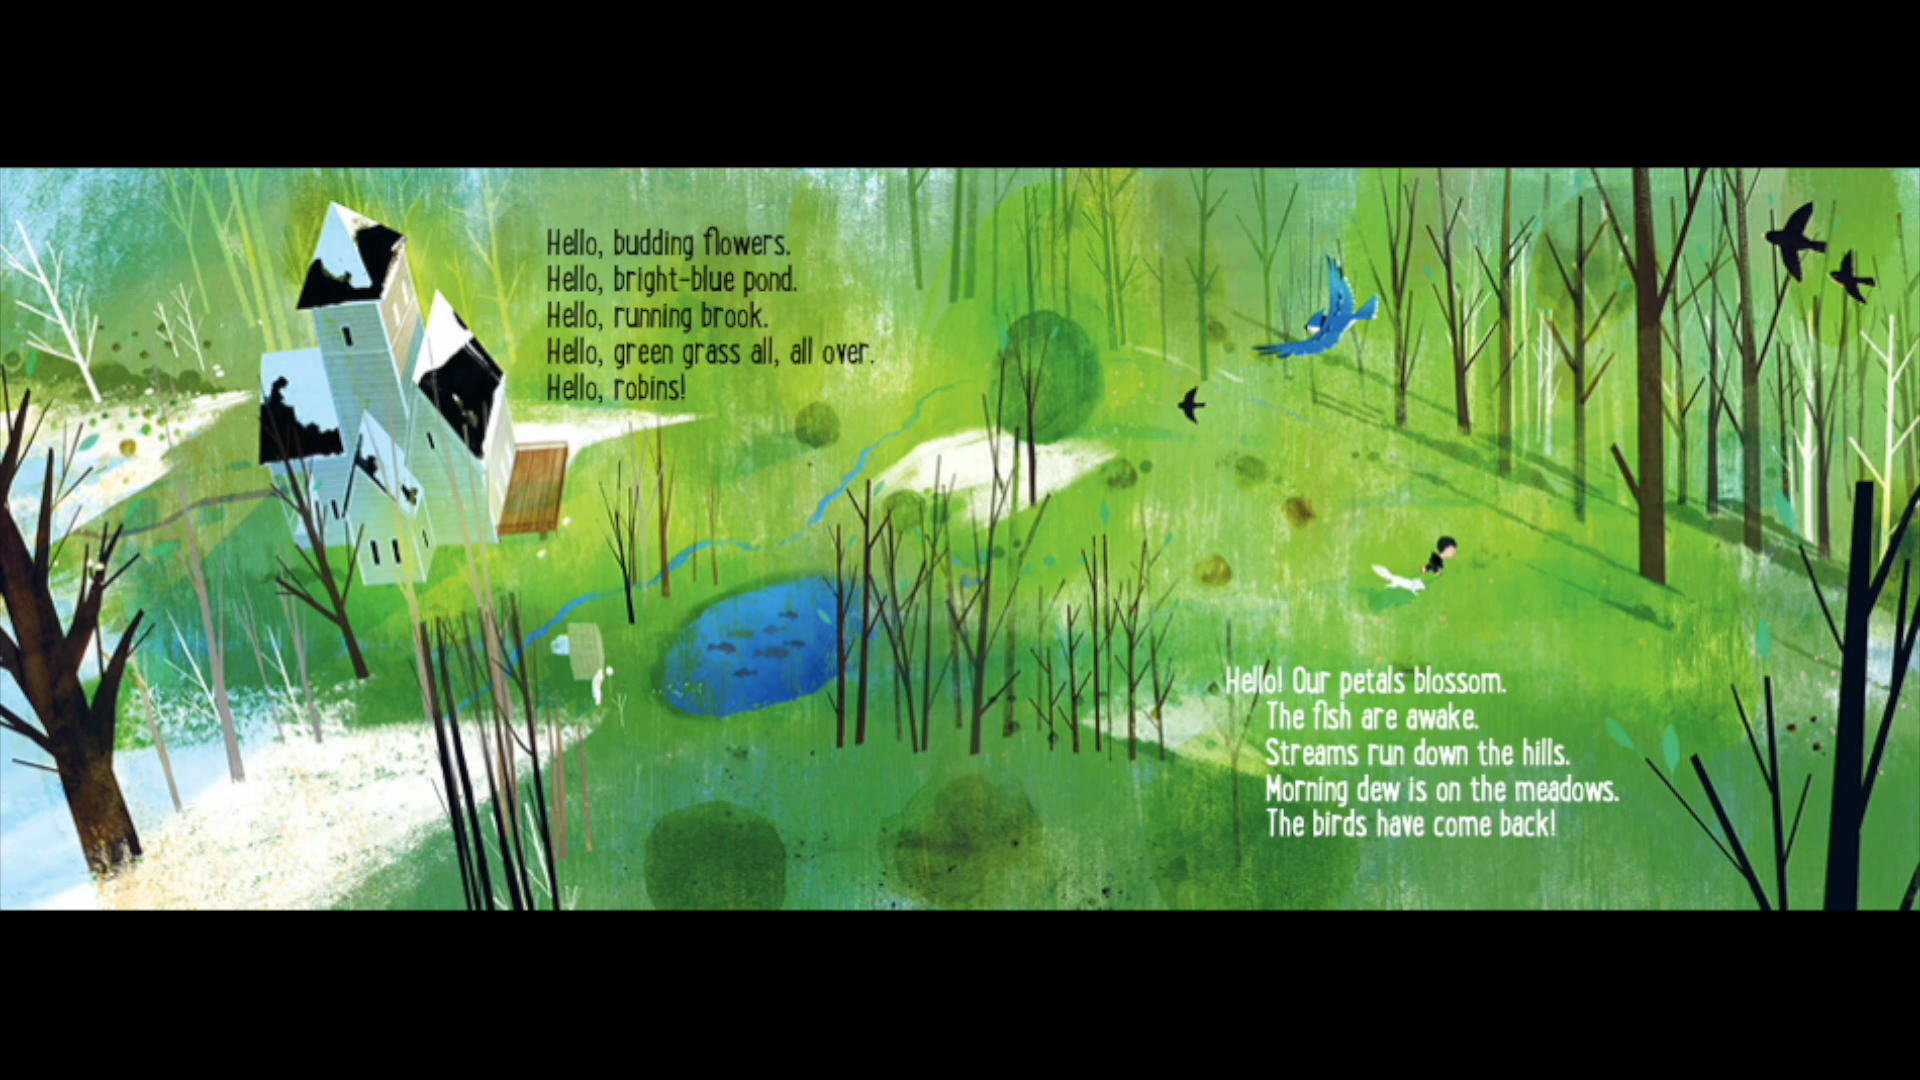 Hello, budding flowers.
Hello, bright-blue pond.
Hello, running brook.
Hello, green grass all, all over.
Hello, robins!
Hello! Our petals blossom.
The fish are awake.
Streams run down the hills.
Morning dew is on the meadows.
The birds have come back!